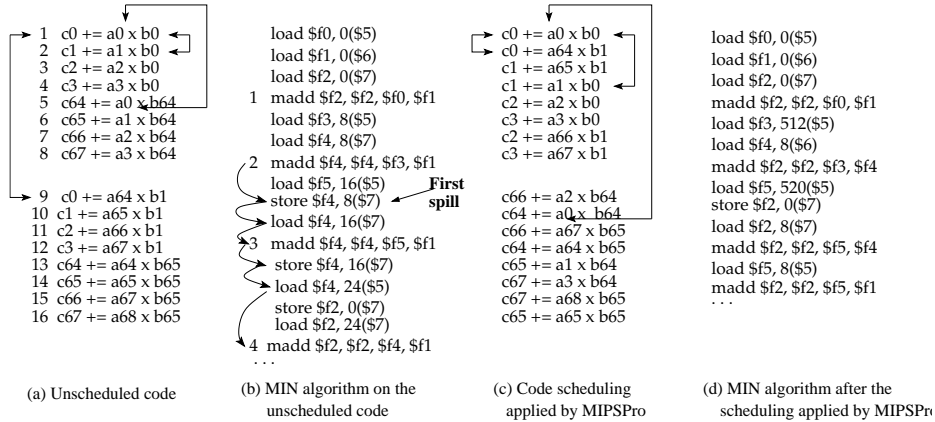 1 c0 += a0 x b0
2 c1 += a1 x b0
3 c2 += a2 x b0
4 c3 += a3 x b0
5 c64 += a0 x b64
6 c65 += a1 x b64
7 c66 += a2 x b64
8 c67 += a3 x b64
9 c0 += a64 x b1
10 c1 += a65 x b1
11 c2 += a66 x b1
12 c3 += a67 x b1
13 c64 += a64 x b65
14 c65 += a65 x b65
15 c66 += a67 x b65
16 c67 += a68 x b65
(a) Unscheduled code
load $f0, 0($5)
load $f1, 0($6)
load $f2, 0($7)
1 madd $f2, $f2, $f0, $f1
load $f3, 8($5)
load $f4, 8($7)
2 madd $f4, $f4, $f3, $f1
load $f5, 16($5)
store $f4, 8($7)
First
spill
load $f4, 16($7)
3 madd $f4, $f4, $f5, $f1
store $f4, 16($7)
load $f4, 24($5)
store $f2, 0($7)
load $f2, 24($7)
4 madd $f2, $f2, $f4, $f1
. . .
(b) MIN algorithm on the
unscheduled code
c0 += a0 x b0
c0 += a64 x b1
c1 += a65 x b1
c1 += a1 x b0
c2 += a2 x b0
c3 += a3 x b0
c2 += a66 x b1
c3 += a67 x b1
c66 += a2 x b64
c64 += a0 x b64
c66 += a67 x b65
c64 += a64 x b65
c65 += a1 x b64
c67 += a3 x b64
c67 += a68 x b65
c65 += a65 x b65
(c) Code scheduling
applied by MIPSPro
load $f0, 0($5)
load $f1, 0($6)
load $f2, 0($7)
madd $f2, $f2, $f0, $f1
load $f3, 512($5)
load $f4, 8($6)
madd $f2, $f2, $f3, $f4
load $f5, 520($5)
store $f2, 0($7)
load $f2, 8($7)
madd $f2, $f2, $f5, $f4
load $f5, 8($5)
madd $f2, $f2, $f5, $f1
. . .
(d) MIN algorithm after the
scheduling applied by MIPSPro